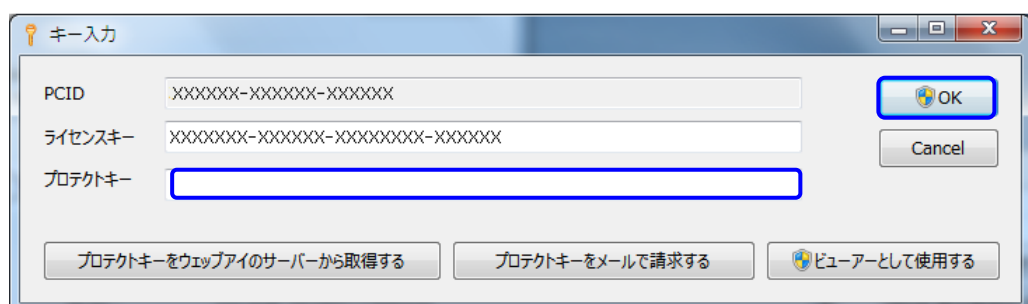 キー入力
PCID XXXXXX-XXXXXX-XXXXXX OK
ライセンスキー XXXXXXX-XXXXXX-XXXXXXXX-XXXXXX Cancel
プロテクトキー
プロテクトキーをウェッブアイのサーバーから取得する プロテクトキーをメールで請求する ビューアーとして使用する